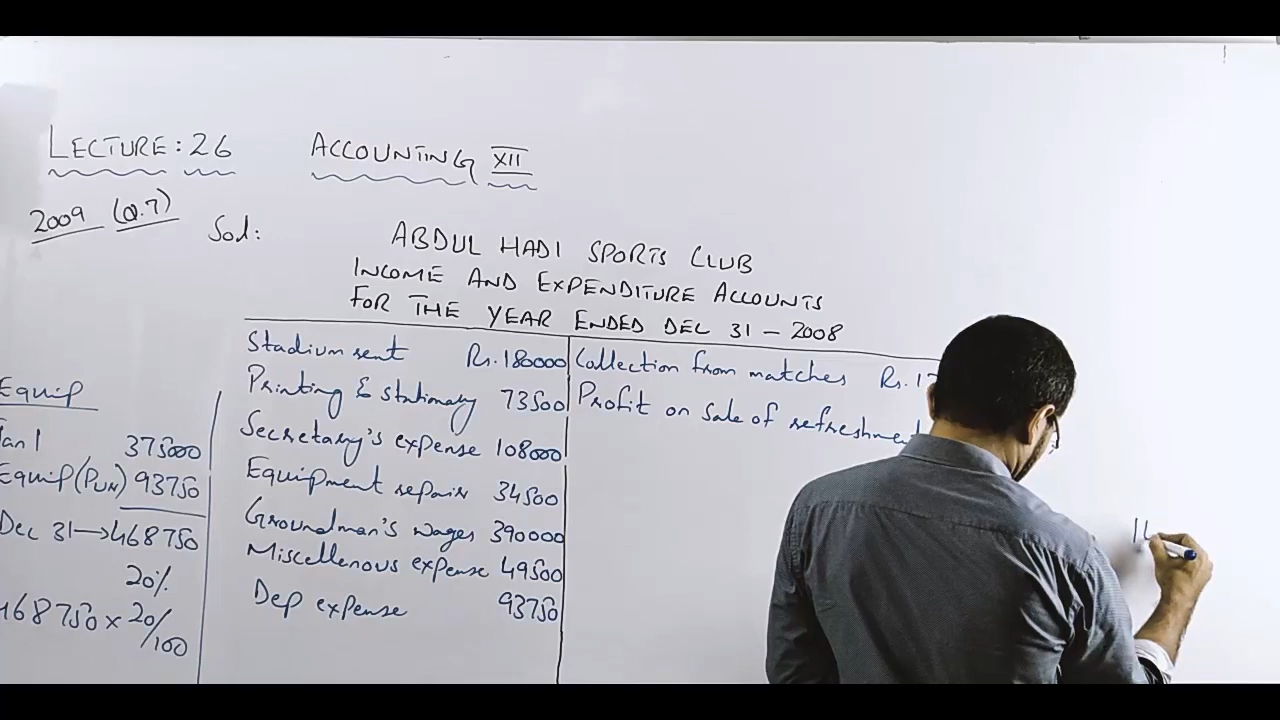 LECTURE: 26 ACCOUNTING XII
2009 (Q.7) Sol:
ABDUL HADI SPORTS CLUB
INCOME AND EXPENDITURE ACCOUNTS
FOR THE YEAR ENDED DEC 31 - 2008
Stadium rent Rs. 180000
Printing & stationary 73500
Secretary's expense 108000
Equipment repair 34500
Groundman's wages 390000
Miscellenous expense 49500
Dep expense 93750
Collection from matches Rs.
Profit on sale of refreshment
Equip
Jan 1 375000
Equip (Pur) 93750
Dec 31 → 468750
20%
468750 × 20/100